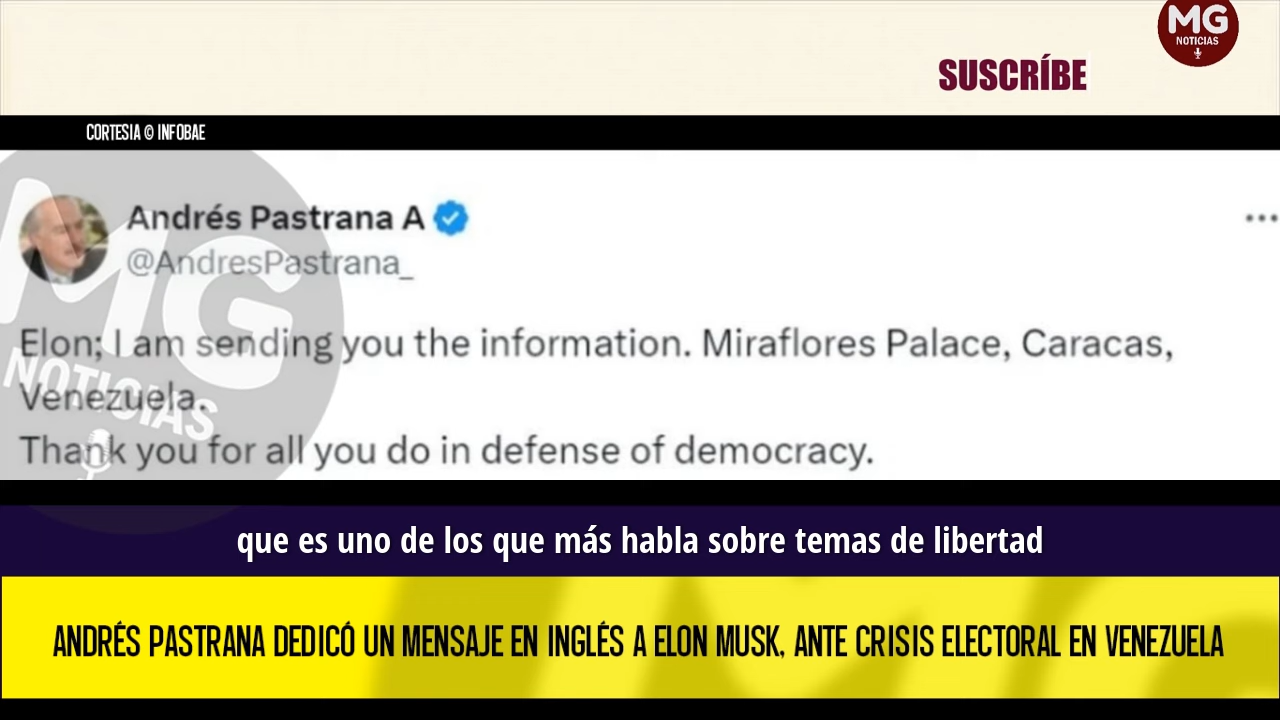 MG
NOTICIAS
SUSCRÍBE
CORTESIA © INFOBAE
Andrés Pastrana A
@AndresPastrana_
Elon; I am sending you the information. Miraflores Palace, Caracas,
Venezuela.
Thank you for all you do in defense of democracy.
MG
NOTICIAS
que es uno de los que más habla sobre temas de libertad
ANDRÉS PASTRANA DEDICÓ UN MENSAJE EN INGLÉS A ELON MUSK, ANTE CRISIS ELECTORAL EN VENEZUELA